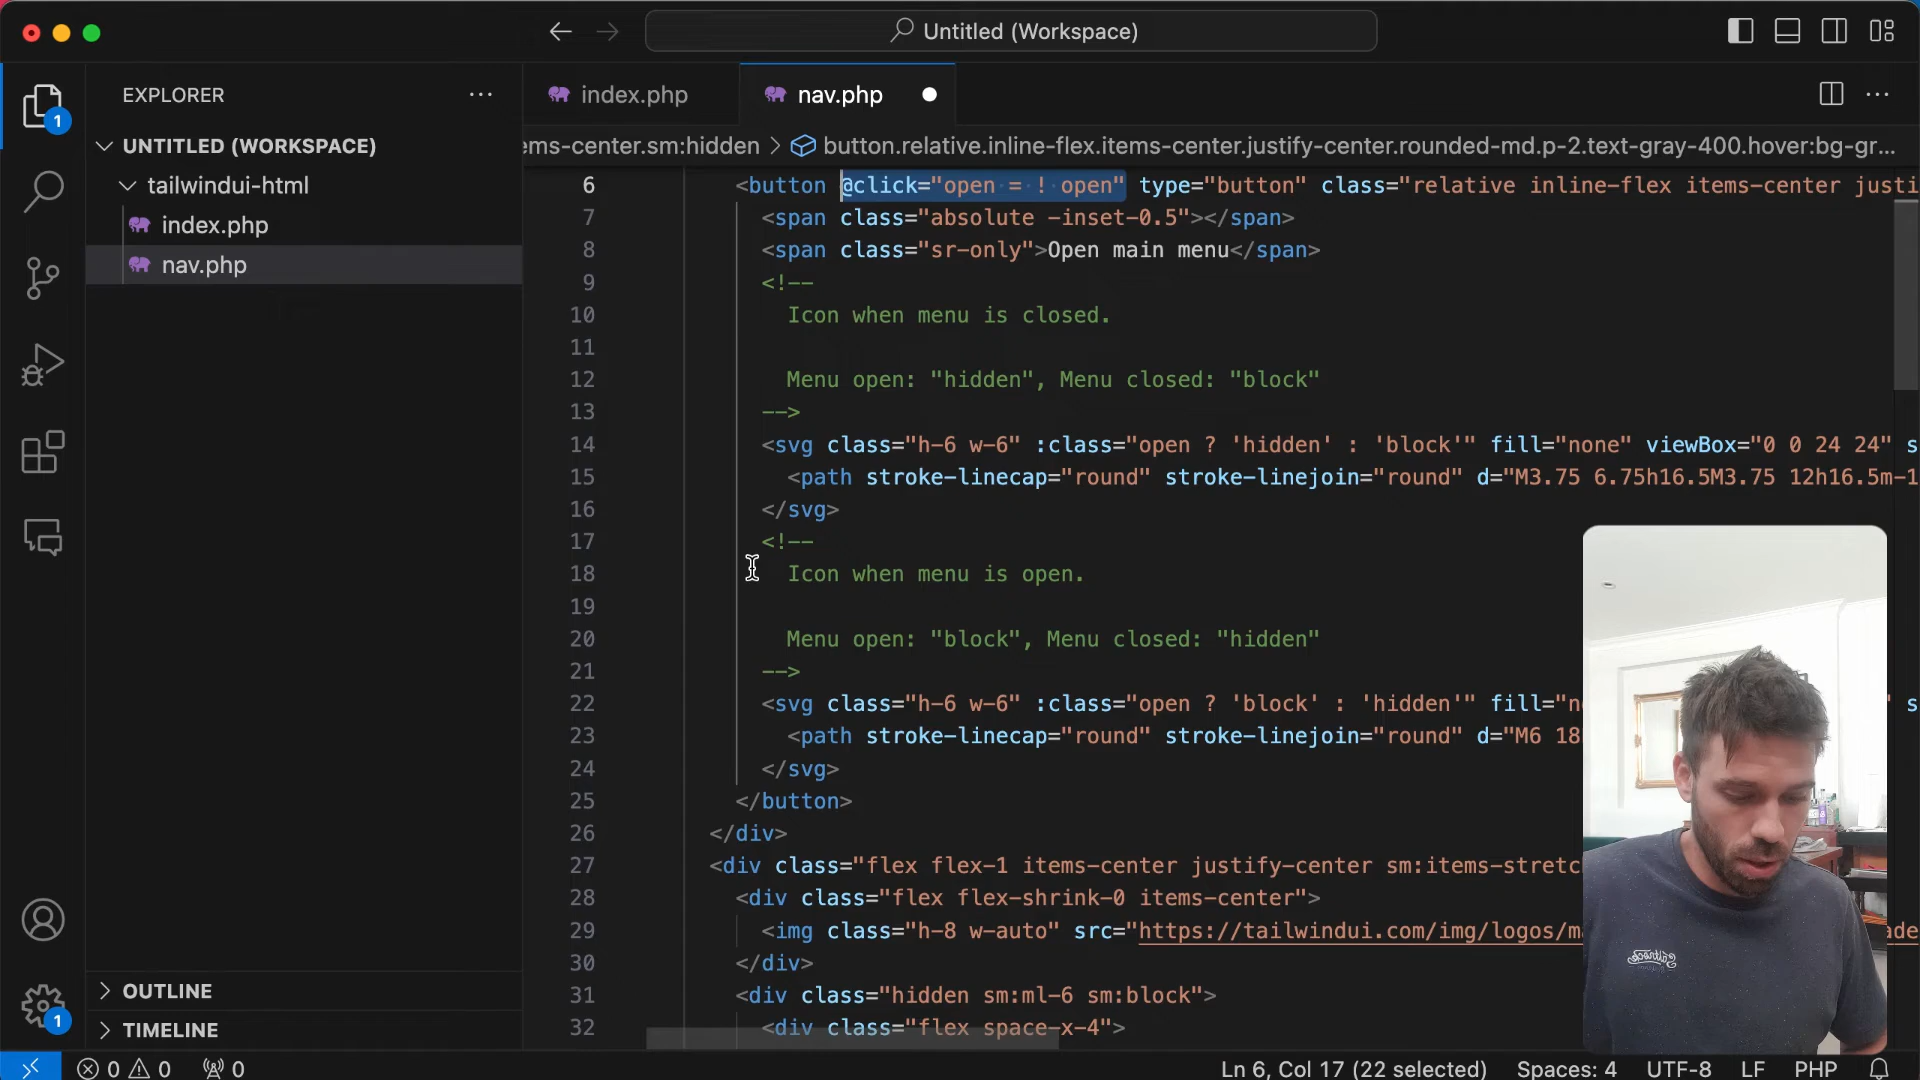 Untitled (Workspace)
EXPLORER
1
UNTITLED (WORKSPACE)
tailwindui-html
index.php
nav.php
OUTLINE
TIMELINE
1
index.php
nav.php
ems-center.sm:hidden > button.relative.inline-flex.items-center.justify-center.rounded-md.p-2.text-gray-400.hover:bg-gr...
6 <button @click="open = ! open" type="button" class="relative inline-flex items-center justi
7 <span class="absolute -inset-0.5"></span>
8 <span class="sr-only">Open main menu</span>
9 <!--
10 Icon when menu is closed.
11
12 Menu open: "hidden", Menu closed: "block"
13 -->
14 <svg class="h-6 w-6" :class="open ? 'hidden' : 'block'" fill="none" viewBox="0 0 24 24" s
15 <path stroke-linecap="round" stroke-linejoin="round" d="M3.75 6.75h16.5M3.75 12h16.5m-1
16 </svg>
17 <!--
18 Icon when menu is open.
19
20 Menu open: "block", Menu closed: "hidden"
21 -->
22 <svg class="h-6 w-6" :class="open ? 'block' : 'hidden'" fill="n " s
23 <path stroke-linecap="round" stroke-linejoin="round" d="M6 18
24 </svg>
25 </button>
26 </div>
27 <div class="flex flex-1 items-center justify-center sm:items-stretc
28 <div class="flex flex-shrink-0 items-center">
29 <img class="h-8 w-auto" src="https://tailwindui.com/img/logos/m ade
30 </div>
31 <div class="hidden sm:ml-6 sm:block">
32 <div class="flex space-x-4">
0 0 0
Ln 6, Col 17 (22 selected) Spaces: 4 UTF-8 LF PHP